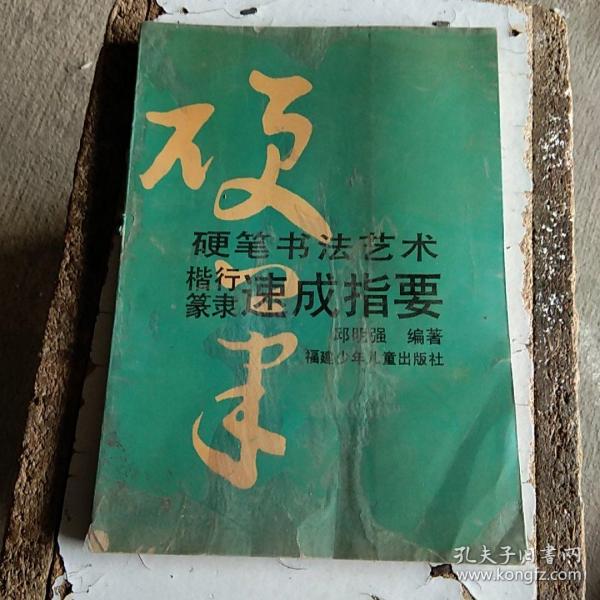 硬笔
硬笔书法艺术
楷行
篆隶速成指要
邱明强 编著
福建少年儿童出版社
孔夫子旧書网
www.kongfz.com